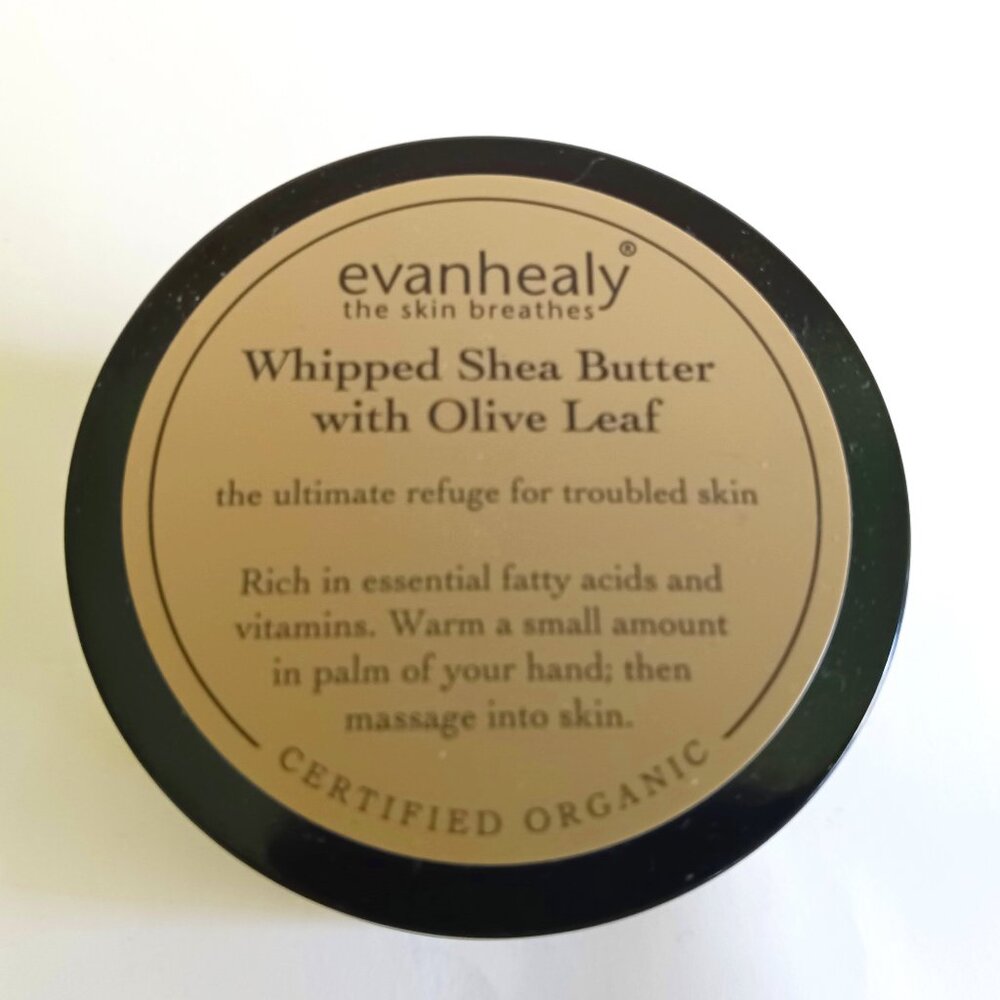 evanhealy®
the skin breathes
Whipped Shea Butter
with Olive Leaf
the ultimate refuge for troubled skin
Rich in essential fatty acids and
vitamins. Warm a small amount
in palm of your hand; then
massage into skin.
CERTIFIED ORGANIC